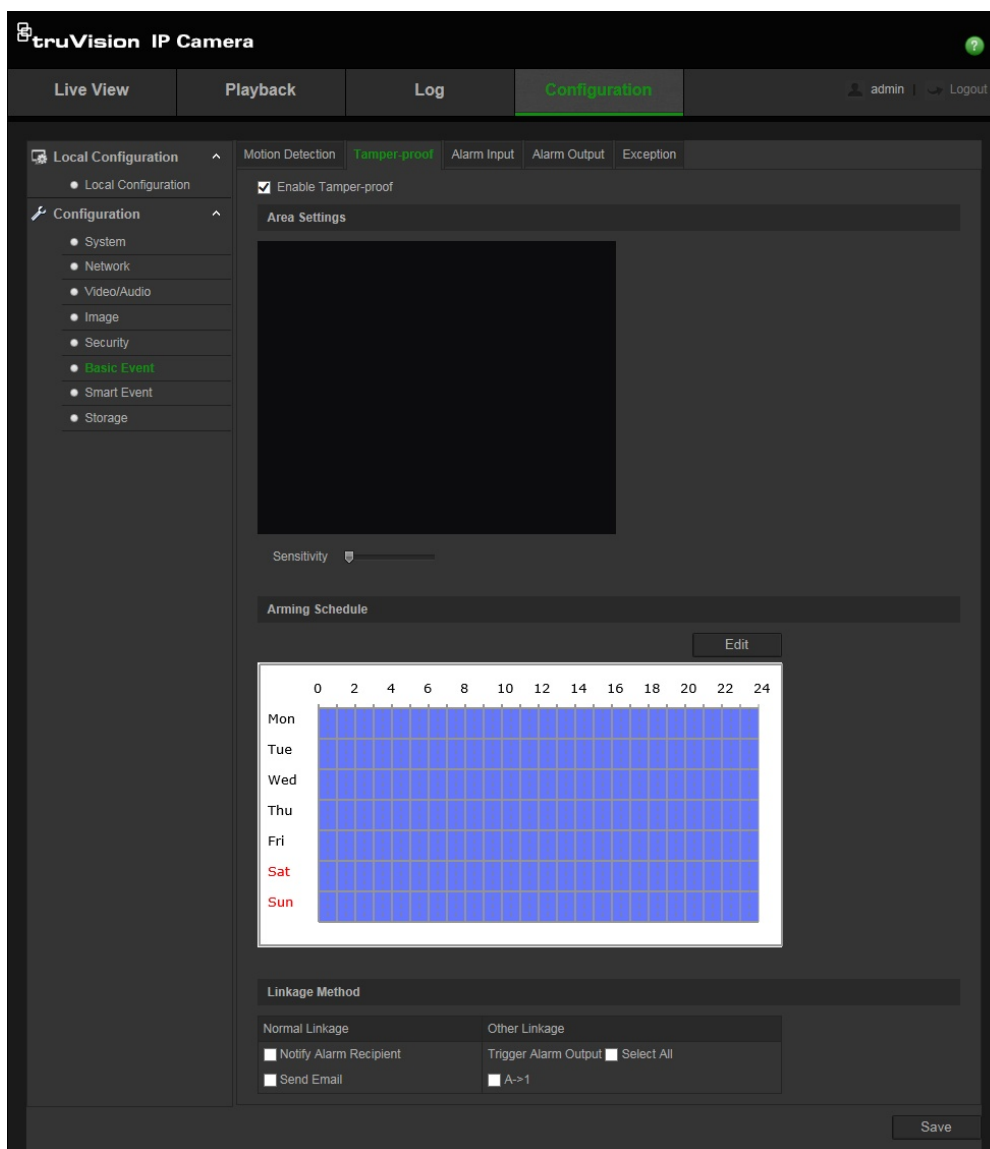 truVision IP Camera
?
Live View Playback Log Configuration admin | Logout
Local Configuration
Local Configuration
Configuration
System
Network
Video/Audio
Image
Security
Basic Event
Smart Event
Storage
Motion Detection Tamper-proof Alarm Input Alarm Output Exception
Enable Tamper-proof
Area Settings
Sensitivity
Arming Schedule
Edit
0 2 4 6 8 10 12 14 16 18 20 22 24
Mon
Tue
Wed
Thu
Fri
Sat
Sun
Linkage Method
Normal Linkage Other Linkage
Notify Alarm Recipient Trigger Alarm Output Select All
Send Email A->1
Save